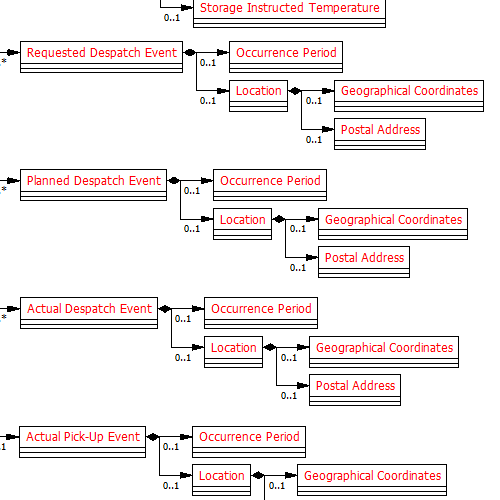 Storage Instructed Temperature
0..1
Requested Despatch Event
Occurrence Period
..*
0..1
Location
Geographical Coordinates
0..1
0..1
Postal Address
0..1
Planned Despatch Event
Occurrence Period
..*
0..1
Location
Geographical Coordinates
0..1
0..1
Postal Address
0..1
Actual Despatch Event
Occurrence Period
..*
0..1
Location
Geographical Coordinates
0..1
0..1
Postal Address
0..1
Actual Pick-Up Event
Occurrence Period
.1
0..1
Location
Geographical Coordinates
0..1
0..1